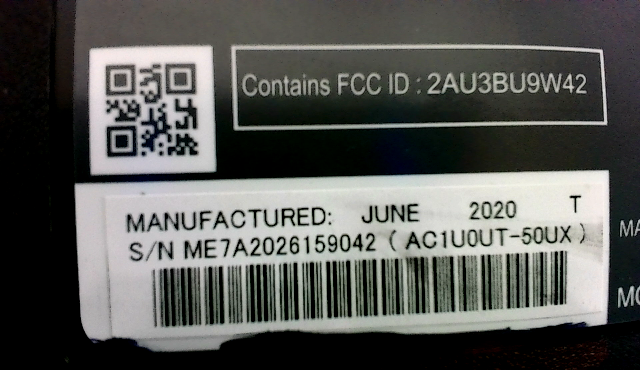 Contains FCC ID : 2AU3BU9W42
MANUFACTURED: JUNE 2020 T
S/N ME7A2026159042 ( AC1U0UT-50UX )